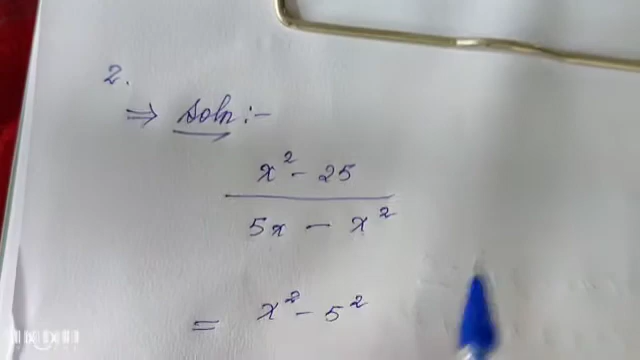 2.
⇒ Soln:-
x² - 25
5x - x²
= x² - 5²